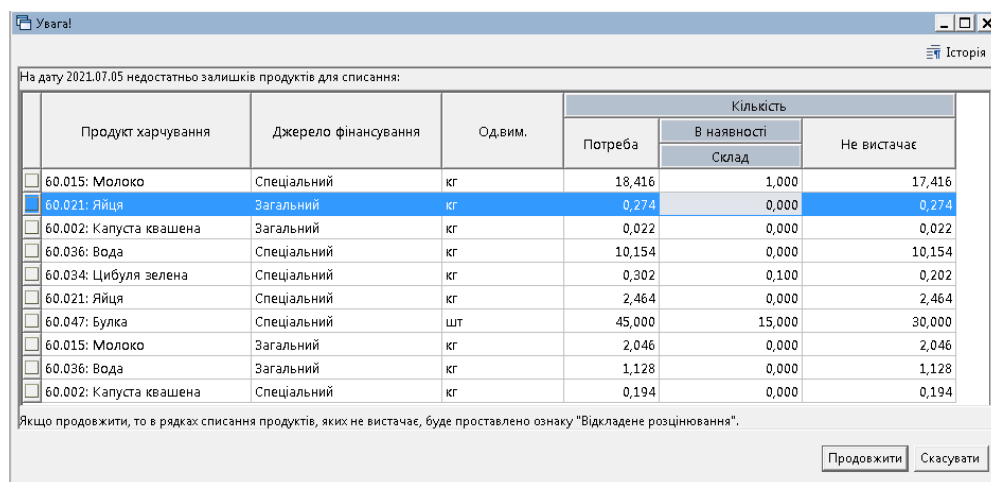 Увага!
Історія
На дату 2021.07.05 недостатньо залишків продуктів для списання:
Продукт харчування Джерело фінансування Од.вим. Кількість
Потреба В наявності Не вистачає
Склад
60.015: Молоко Спеціальний кг 18,416 1,000 17,416
60.021: Яйця Загальний кг 0,274 0,000 0,274
60.002: Капуста квашена Загальний кг 0,022 0,000 0,022
60.036: Вода Спеціальний кг 10,154 0,000 10,154
60.034: Цибуля зелена Спеціальний кг 0,302 0,100 0,202
60.021: Яйця Спеціальний кг 2,464 0,000 2,464
60.047: Булка Спеціальний шт 45,000 15,000 30,000
60.015: Молоко Загальний кг 2,046 0,000 2,046
60.036: Вода Загальний кг 1,128 0,000 1,128
60.002: Капуста квашена Спеціальний кг 0,194 0,000 0,194
Якщо продовжити, то в рядках списання продуктів, яких не вистачає, буде проставлено ознаку "Відкладене розцінювання".
Продовжити Скасувати